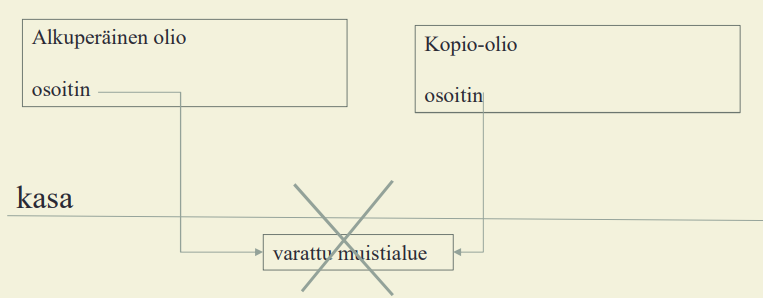 Alkuperäinen olio
osoitin
Kopio-olio
osoitin
kasa
varattu muistialue